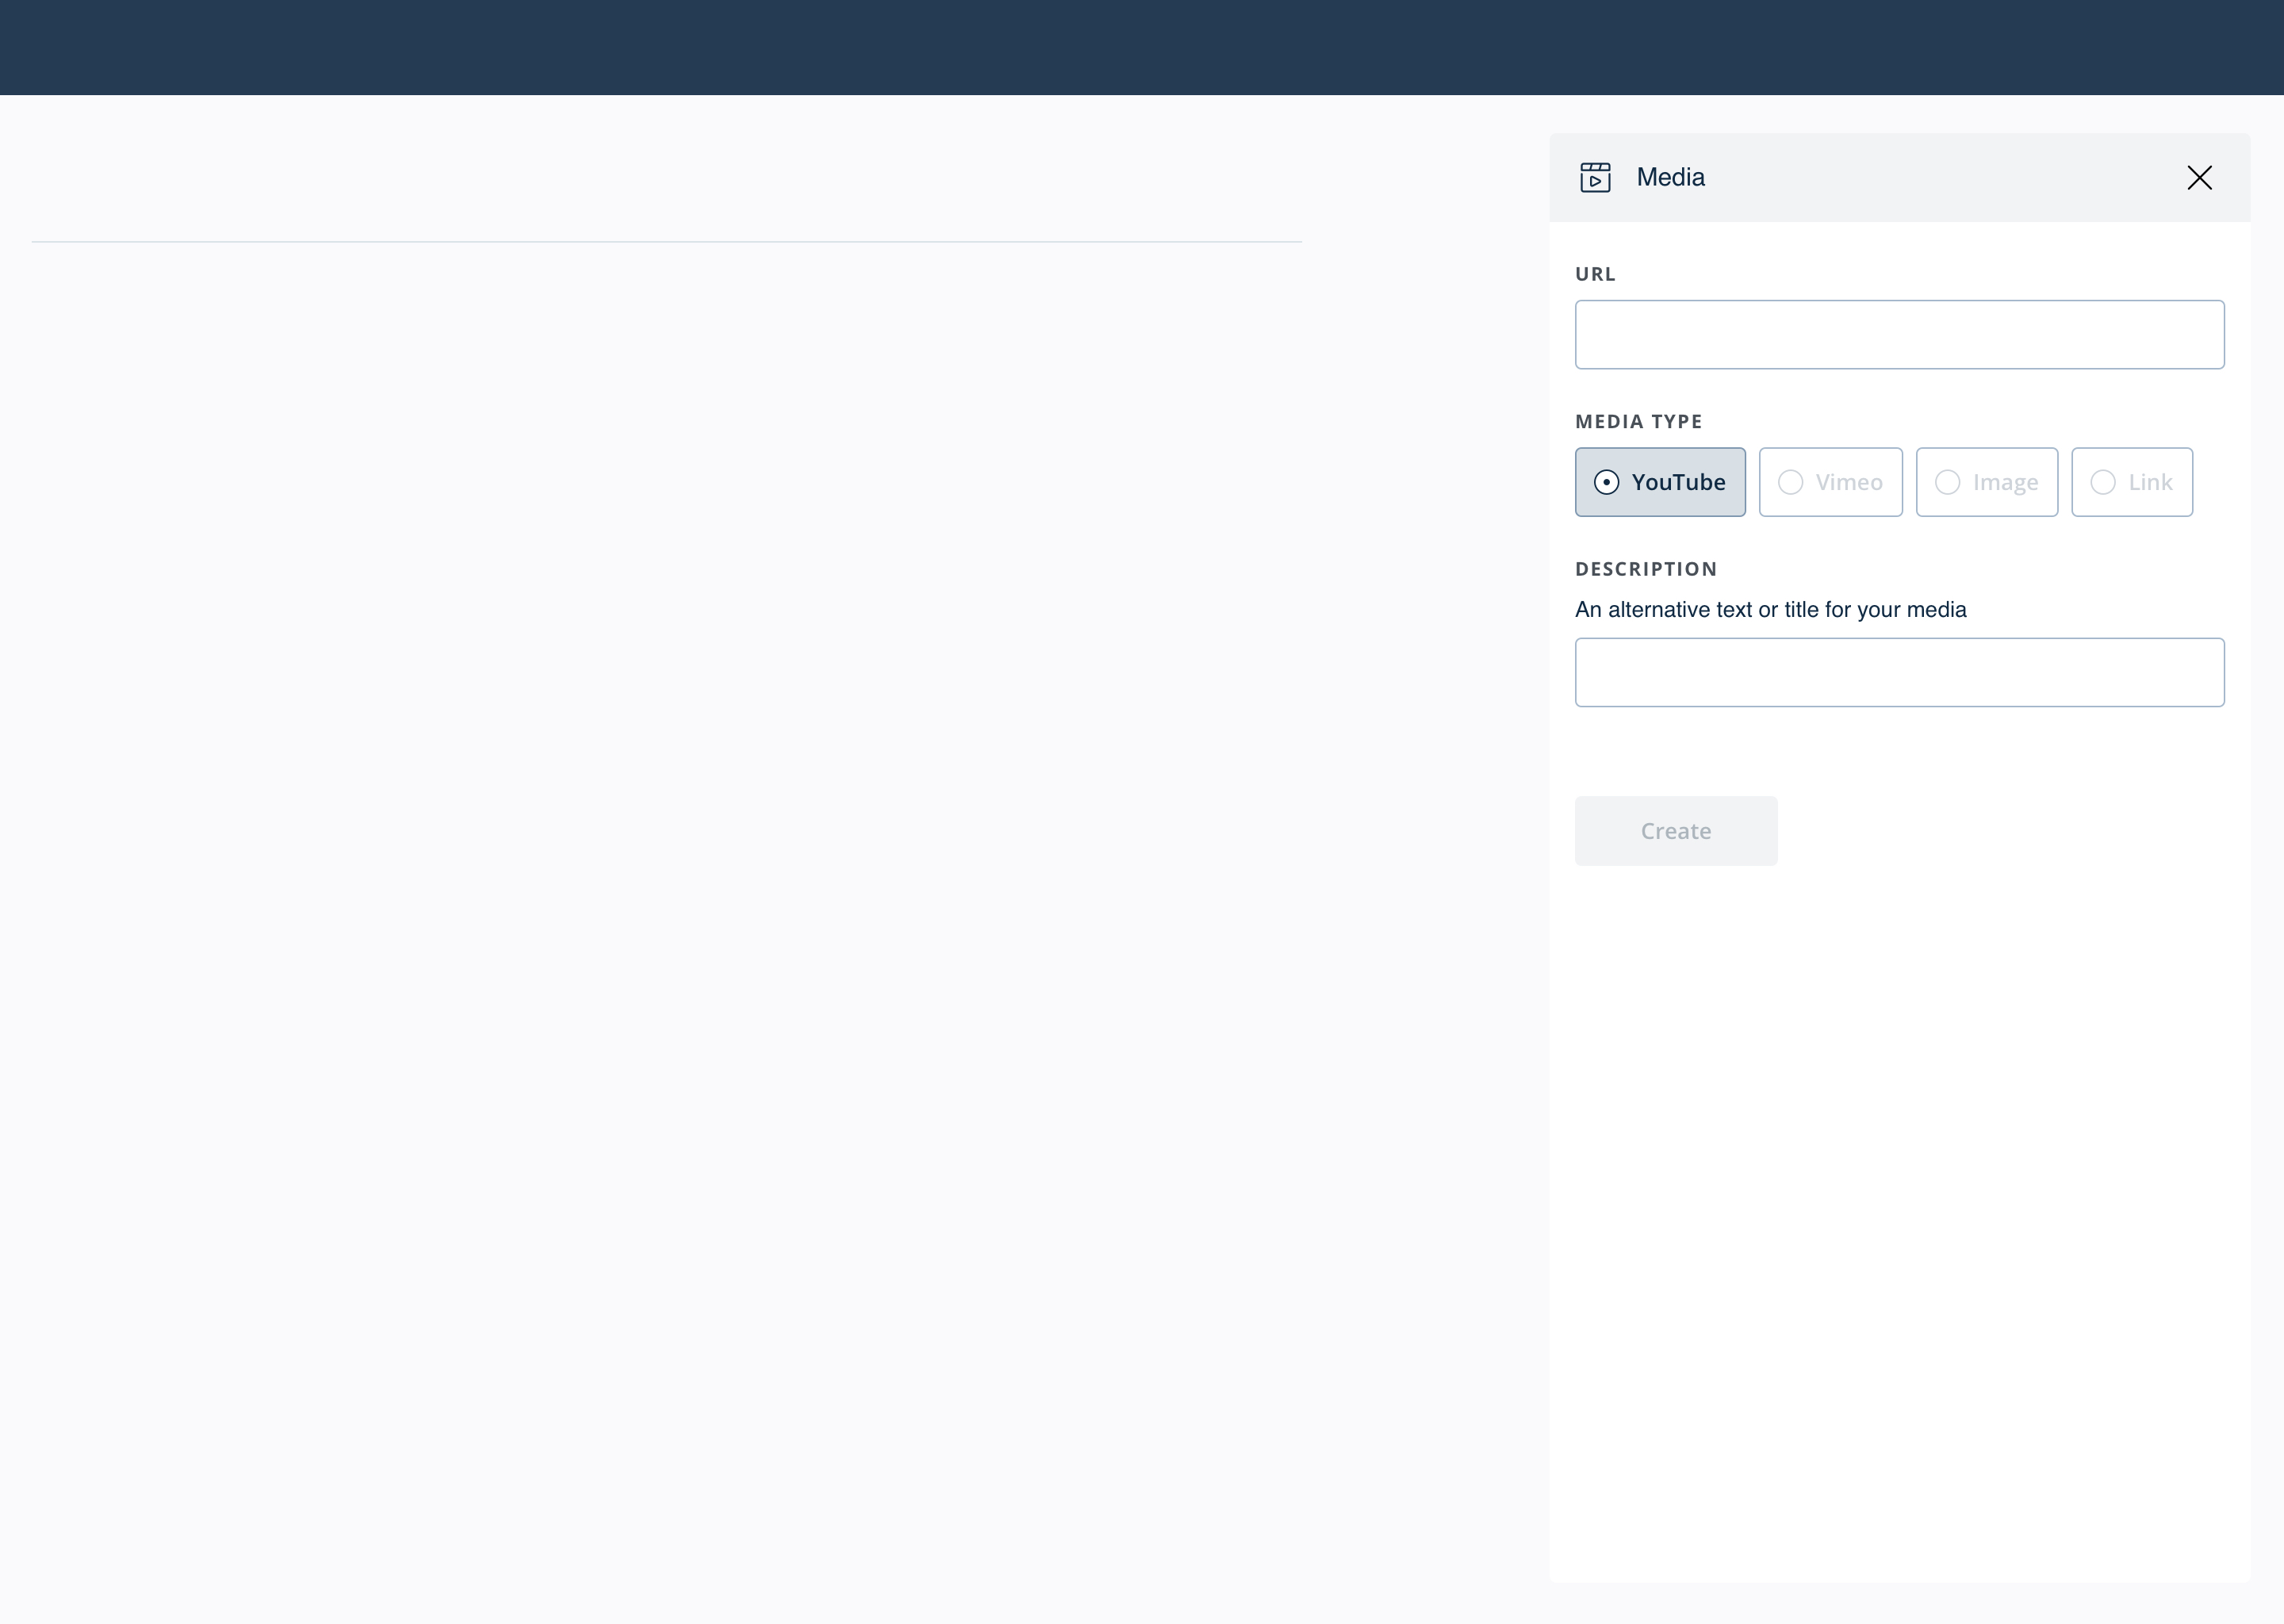 Media
URL
MEDIA TYPE
YouTube Vimeo Image Link
DESCRIPTION
An alternative text or title for your media
Create